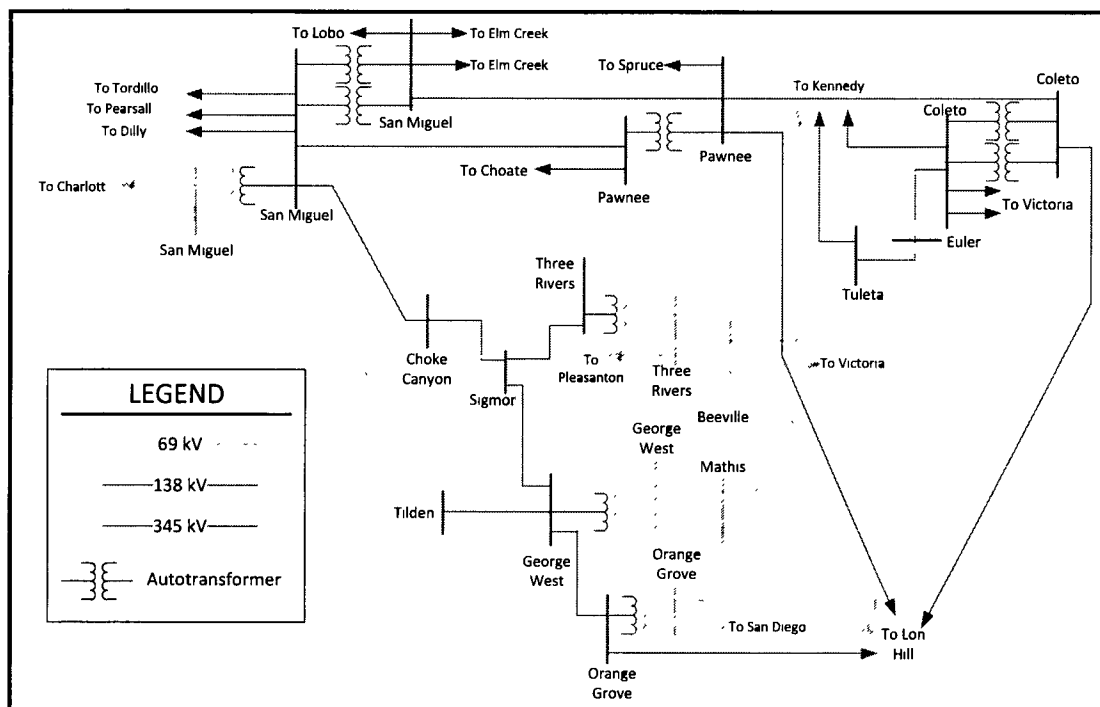 To Lobo
To Elm Creek
To Elm Creek
To Spruce
To Tordillo
To Pearsall
To Dilly
San Miguel
To Kennedy
Coleto
Coleto
Pawnee
To Choate
Pawnee
To Charlott
San Miguel
San Miguel
To Victoria
Euler
Tuleta
Three
Rivers
Choke
Canyon
Sigmor
To
Pleasanton
Three
Rivers
To Victoria
Beeville
George
West
Mathis
LEGEND
69 kV
138 kV
345 kV
Autotransformer
Tilden
George
West
Orange
Grove
To San Diego
To Lon
Hill
Orange
Grove